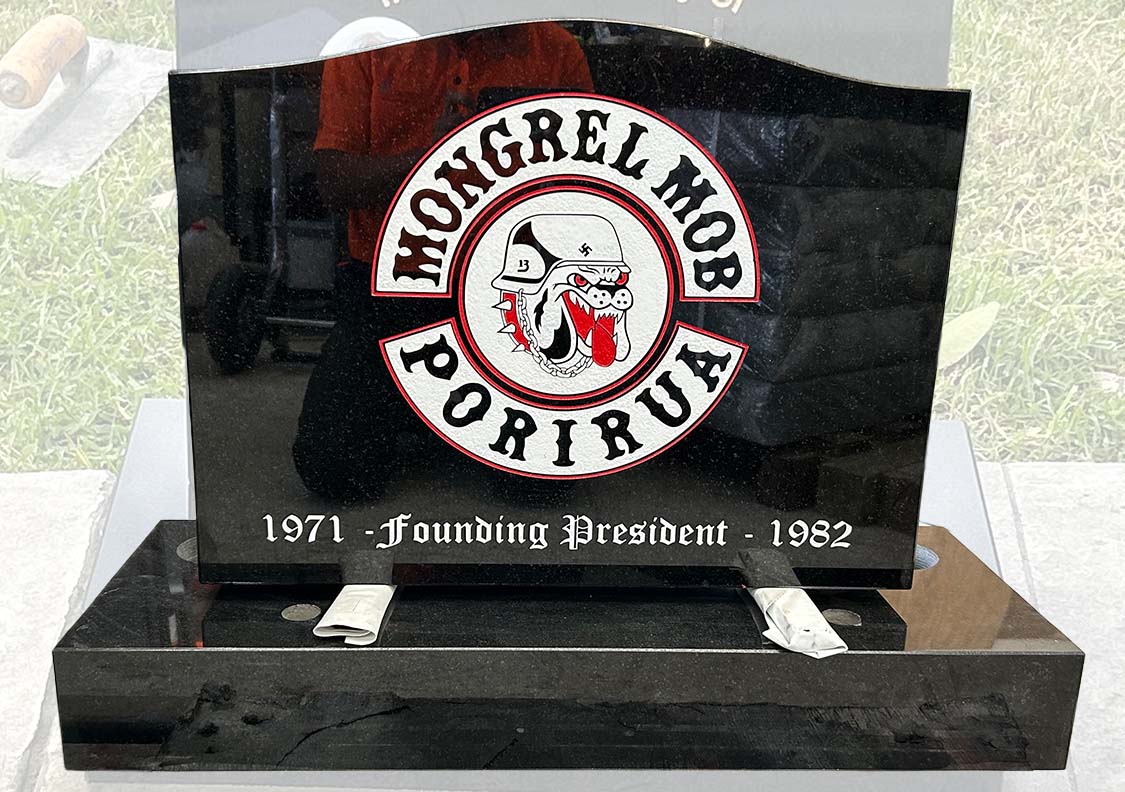 MONGREL MOB
13
PORIRUA
1971 - Founding President - 1982